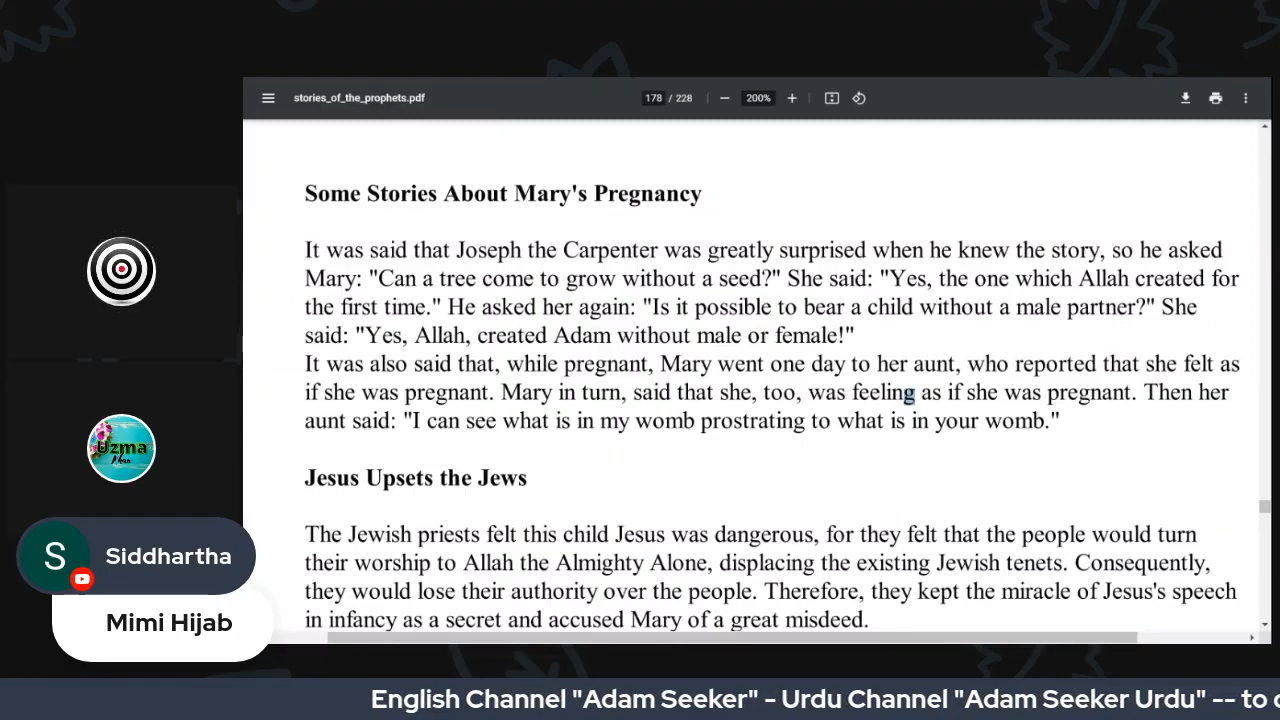 stories_of_the_prophets.pdf
178 / 228
200%
Some Stories About Mary's Pregnancy
It was said that Joseph the Carpenter was greatly surprised when he knew the story, so he asked
Mary: "Can a tree come to grow without a seed?" She said: "Yes, the one which Allah created for
the first time." He asked her again: "Is it possible to bear a child without a male partner?" She
said: "Yes, Allah, created Adam without male or female!"
It was also said that, while pregnant, Mary went one day to her aunt, who reported that she felt as
if she was pregnant. Mary in turn, said that she, too, was feeling as if she was pregnant. Then her
aunt said: "I can see what is in my womb prostrating to what is in your womb."
Jesus Upsets the Jews
The Jewish priests felt this child Jesus was dangerous, for they felt that the people would turn
their worship to Allah the Almighty Alone, displacing the existing Jewish tenets. Consequently,
they would lose their authority over the people. Therefore, they kept the miracle of Jesus's speech
in infancy as a secret and accused Mary of a great misdeed.
Uzma
S
Siddhartha
Mimi Hijab
English Channel "Adam Seeker" - Urdu Channel "Adam Seeker Urdu" -- to